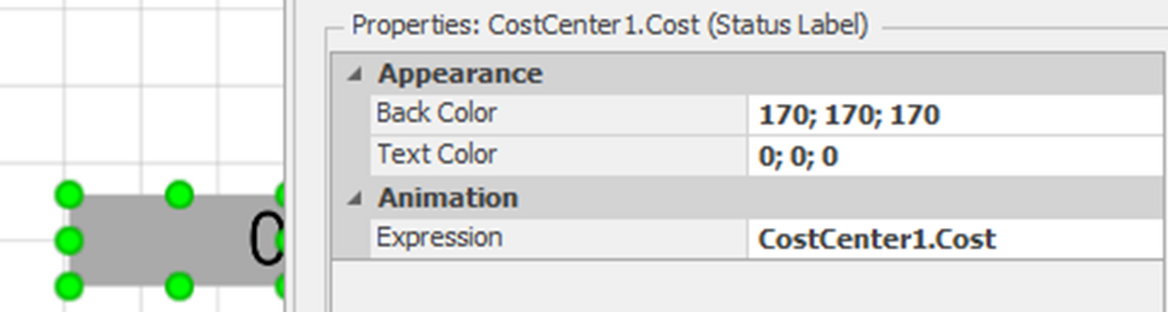 Properties: CostCenter1.Cost (Status Label)
Appearance
Back Color 170; 170; 170
Text Color 0; 0; 0
Animation
Expression CostCenter1.Cost
0